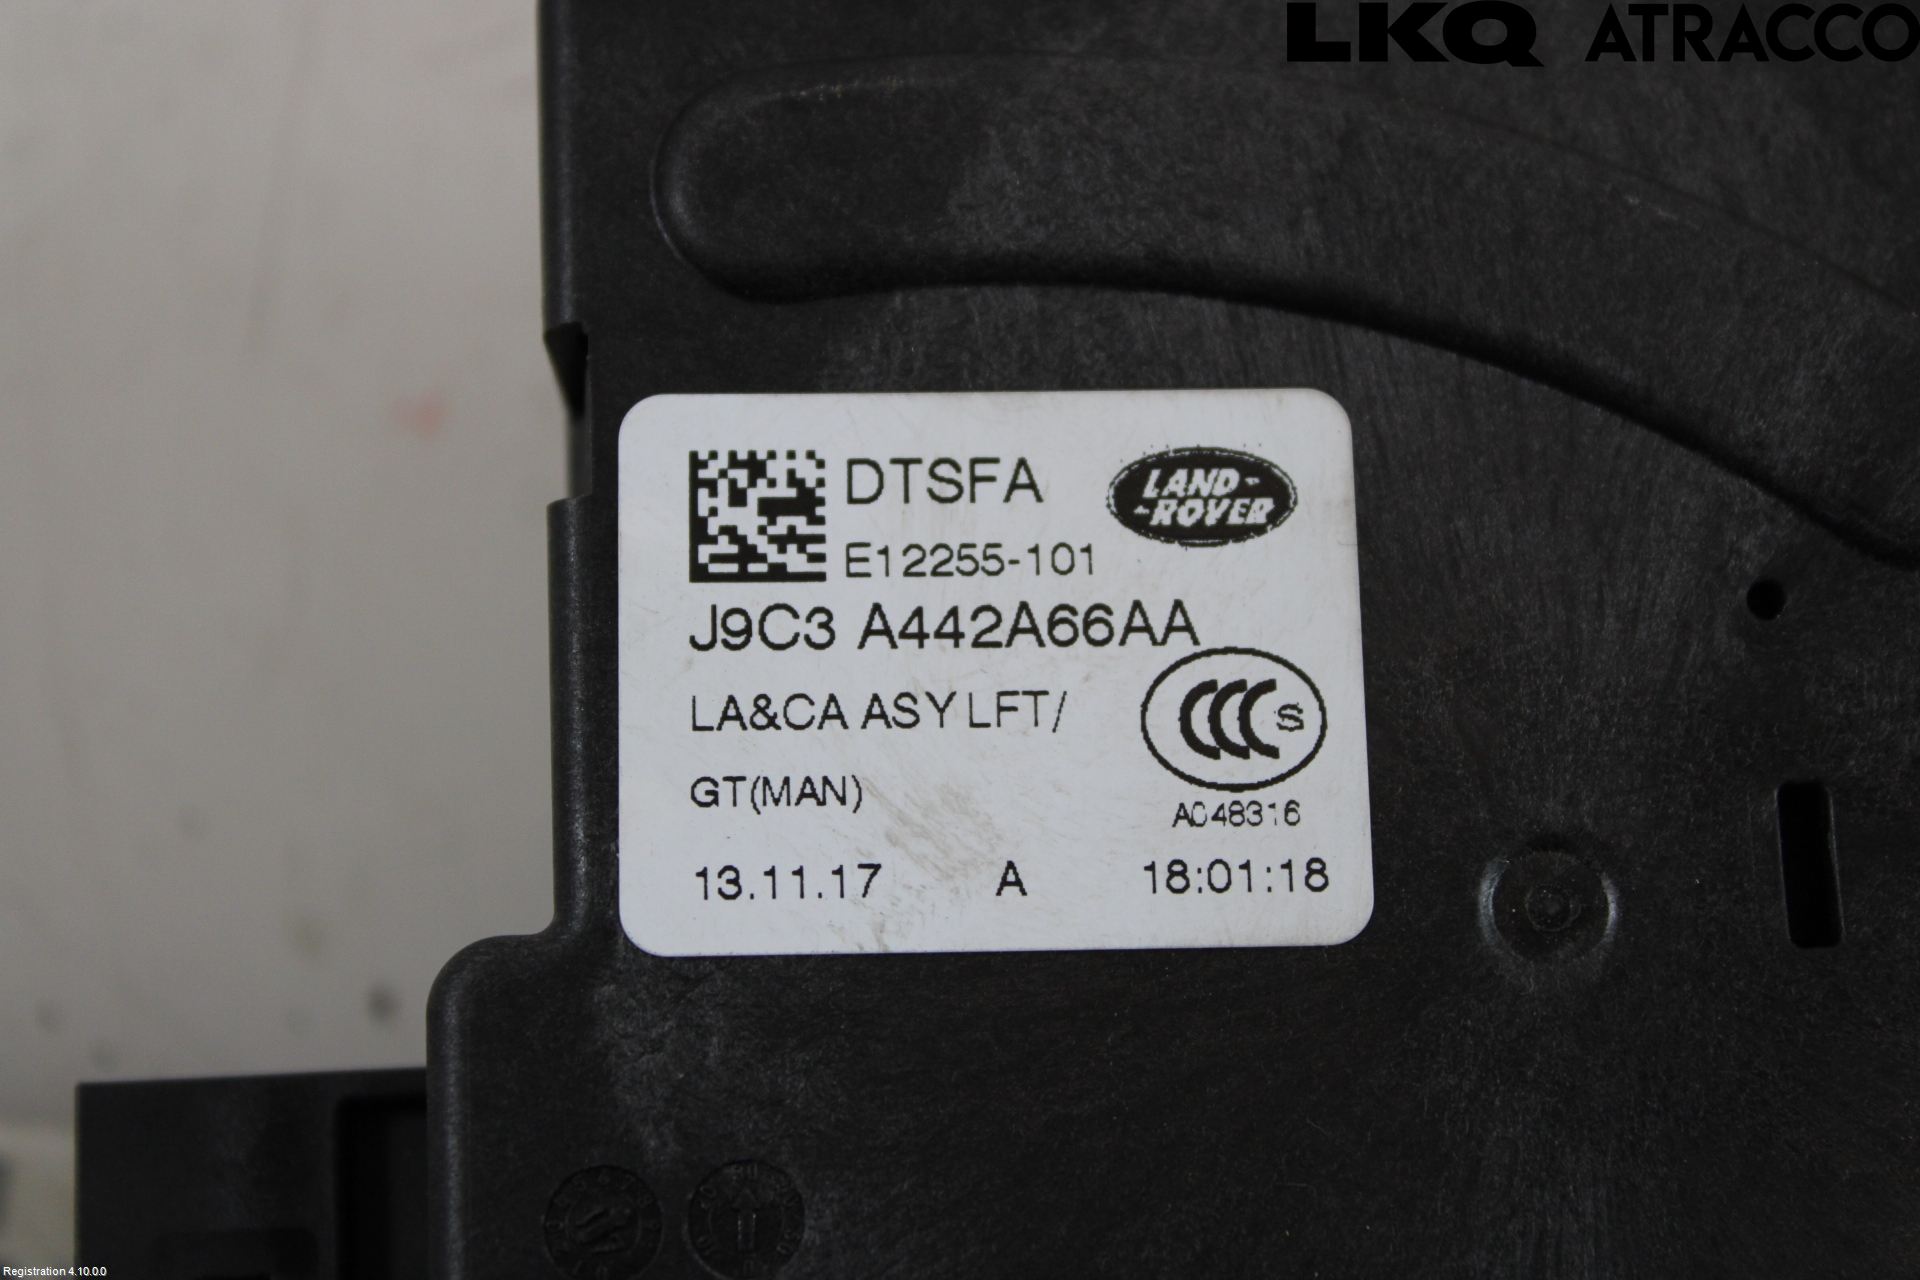 LKQ ATRACCO
DTSFA
LAND-
-ROVER
E12255-101
J9C3 A442A66AA
LA&CA ASY LFT/
CCC S
GT(MAN)
A048316
13.11.17 A 18:01:18
Registration 4.10.0.0